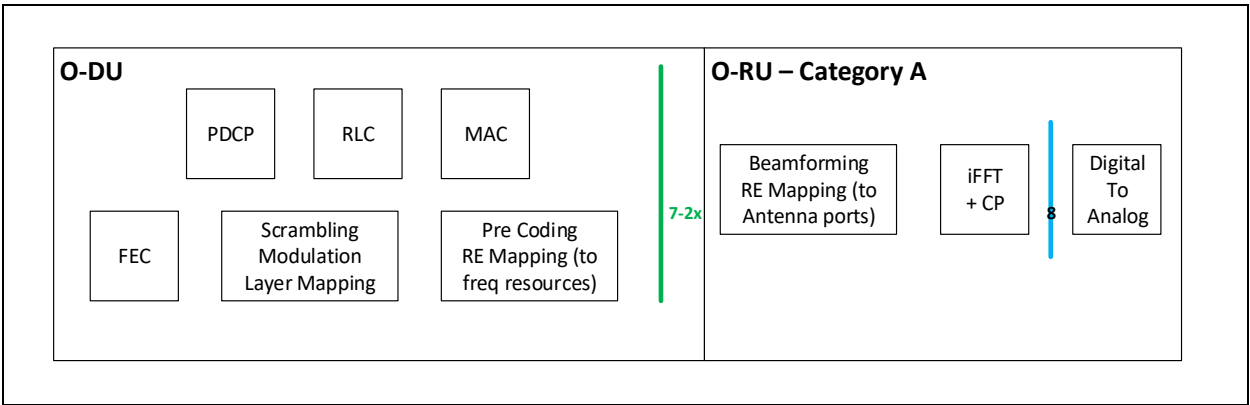 O-DU
PDCP
RLC
MAC
FEC
Scrambling
Modulation
Layer Mapping
Pre Coding
RE Mapping (to
freq resources)
7-2x
O-RU – Category A
Beamforming
RE Mapping (to
Antenna ports)
iFFT
+ CP
8
Digital
To
Analog